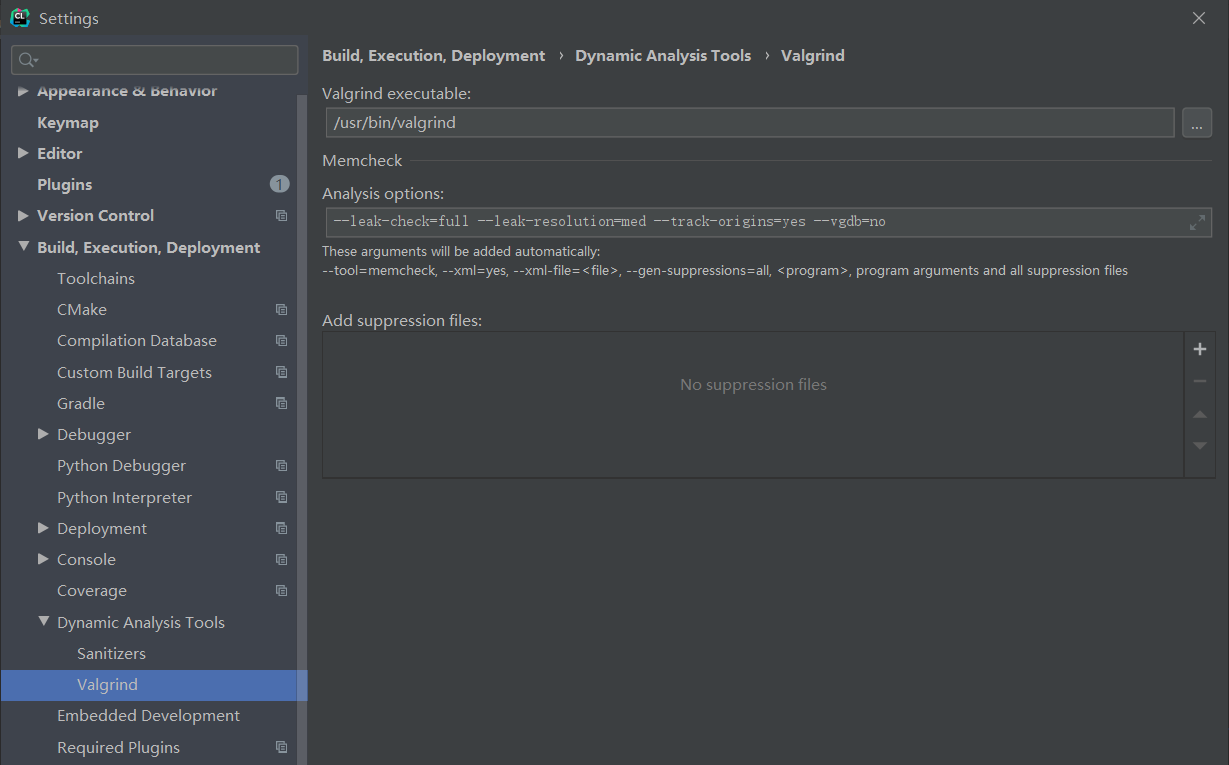 CL Settings
Build, Execution, Deployment › Dynamic Analysis Tools › Valgrind
Appearance & Behavior
Keymap
Editor
Plugins 1
Version Control
Build, Execution, Deployment
Toolchains
CMake
Compilation Database
Custom Build Targets
Gradle
Debugger
Python Debugger
Python Interpreter
Deployment
Console
Coverage
Dynamic Analysis Tools
Sanitizers
Valgrind
Embedded Development
Required Plugins
Valgrind executable:
/usr/bin/valgrind ...
Memcheck
Analysis options:
--leak-check=full --leak-resolution=med --track-origins=yes --vgdb=no
These arguments will be added automatically:
--tool=memcheck, --xml=yes, --xml-file=<file>, --gen-suppressions=all, <program>, program arguments and all suppression files
Add suppression files:
No suppression files